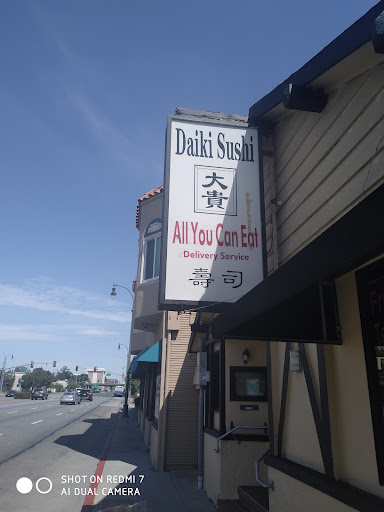 Daiki Sushi
大
貴
All You Can Eat
Delivery Service
壽司
SHOT ON REDMI 7
AI DUAL CAMERA